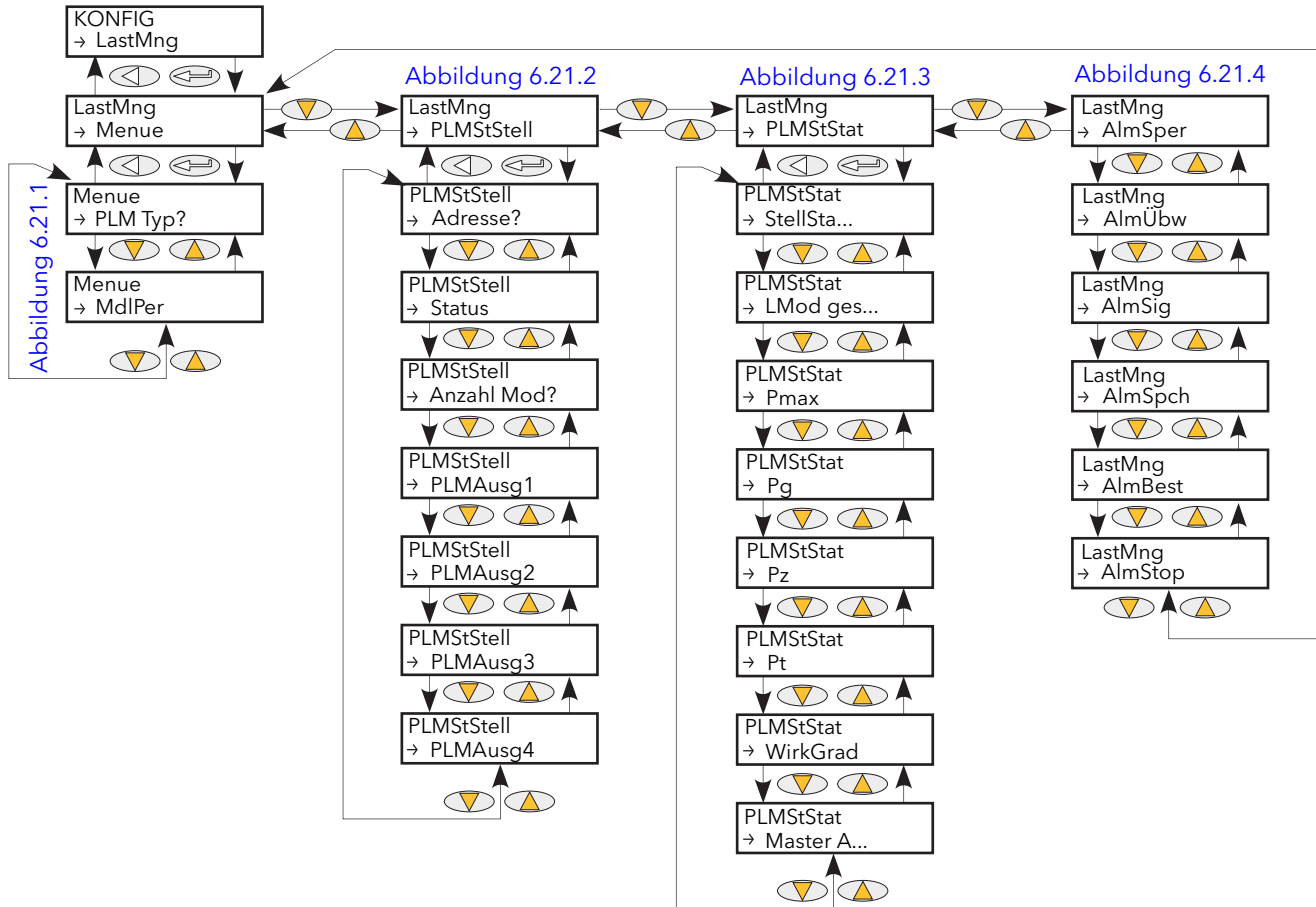 KONFIG
→ LastMng
LastMng
→ Menue
Abbildung 6.21.1
Menue
→ PLM Typ?
Menue
→ MdlPer
Abbildung 6.21.2
LastMng
→ PLMStStell
PLMStStell
→ Adresse?
PLMStStell
→ Status
PLMStStell
→ Anzahl Mod?
PLMStStell
→ PLMAusg1
PLMStStell
→ PLMAusg2
PLMStStell
→ PLMAusg3
PLMStStell
→ PLMAusg4
Abbildung 6.21.3
LastMng
→ PLMStStat
PLMStStat
→ StellSta...
PLMStStat
→ LMod ges...
PLMStStat
→ Pmax
PLMStStat
→ Pg
PLMStStat
→ Pz
PLMStStat
→ Pt
PLMStStat
→ WirkGrad
PLMStStat
→ Master A...
Abbildung 6.21.4
LastMng
→ AlmSper
LastMng
→ AlmÜbw
LastMng
→ AlmSig
LastMng
→ AlmSpch
LastMng
→ AlmBest
LastMng
→ AlmStop